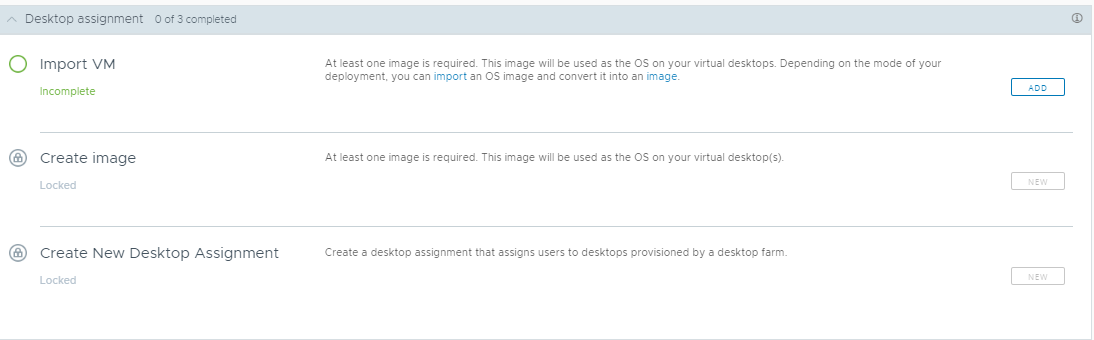 Desktop assignment 0 of 3 completed
Import VM
Incomplete
At least one image is required. This image will be used as the OS on your virtual desktops. Depending on the mode of your
deployment, you can import an OS image and convert it into an image.
ADD
Create image
Locked
At least one image is required. This image will be used as the OS on your virtual desktop(s).
NEW
Create New Desktop Assignment
Locked
Create a desktop assignment that assigns users to desktops provisioned by a desktop farm.
NEW